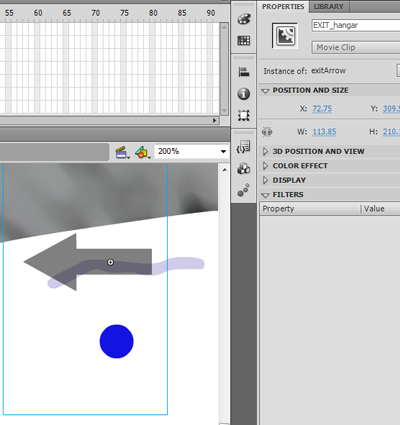 55 60 65 70 75 80 85 90
200%
PROPERTIES LIBRARY
EXIT_hangar
Movie Clip
Instance of: exitArrow
POSITION AND SIZE
X: 72.75 Y: 309.
W: 113.85 H: 210.
3D POSITION AND VIEW
COLOR EFFECT
DISPLAY
FILTERS
Property Value